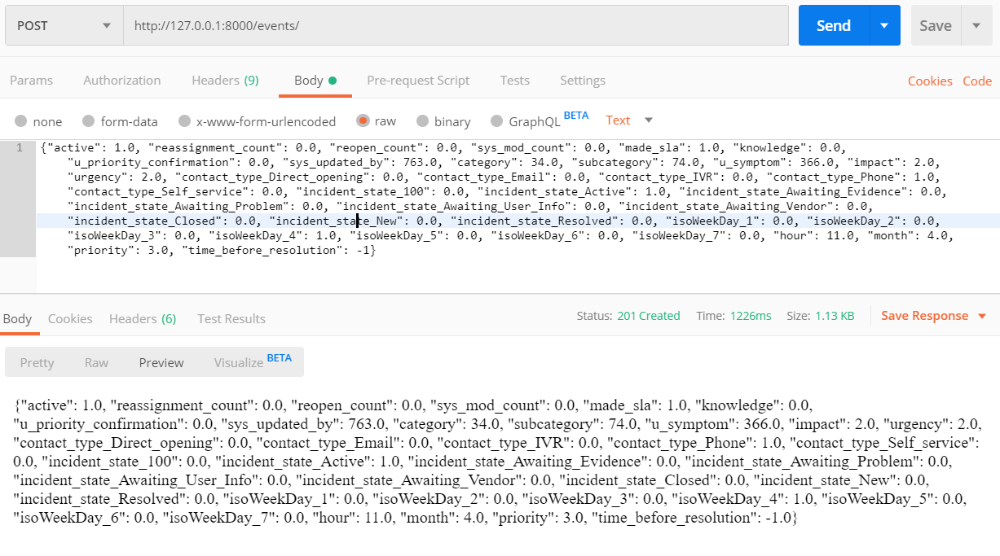 POST http://127.0.0.1:8000/events/ Send Save
Params Authorization Headers (9) Body Pre-request Script Tests Settings Cookies Code
none form-data x-www-form-urlencoded raw binary GraphQL BETA Text
1 {"active": 1.0, "reassignment_count": 0.0, "reopen_count": 0.0, "sys_mod_count": 0.0, "made_sla": 1.0, "knowledge": 0.0,
"u_priority_confirmation": 0.0, "sys_updated_by": 763.0, "category": 34.0, "subcategory": 74.0, "u_symptom": 366.0, "impact": 2.0,
"urgency": 2.0, "contact_type_Direct_opening": 0.0, "contact_type_Email": 0.0, "contact_type_IVR": 0.0, "contact_type_Phone": 1.0,
"contact_type_Self_service": 0.0, "incident_state_100": 0.0, "incident_state_Active": 1.0, "incident_state_Awaiting_Evidence": 0.0,
"incident_state_Awaiting_Problem": 0.0, "incident_state_Awaiting_User_Info": 0.0, "incident_state_Awaiting_Vendor": 0.0,
"incident_state_Closed": 0.0, "incident_state_New": 0.0, "incident_state_Resolved": 0.0, "isoWeekDay_1": 0.0, "isoWeekDay_2": 0.0,
"isoWeekDay_3": 0.0, "isoWeekDay_4": 1.0, "isoWeekDay_5": 0.0, "isoWeekDay_6": 0.0, "isoWeekDay_7": 0.0, "hour": 11.0, "month": 4.0,
"priority": 3.0, "time_before_resolution": -1}
Body Cookies Headers (6) Test Results Status: 201 Created Time: 1226ms Size: 1.13 KB Save Response
Pretty Raw Preview Visualize BETA
{"active": 1.0, "reassignment_count": 0.0, "reopen_count": 0.0, "sys_mod_count": 0.0, "made_sla": 1.0, "knowledge": 0.0,
"u_priority_confirmation": 0.0, "sys_updated_by": 763.0, "category": 34.0, "subcategory": 74.0, "u_symptom": 366.0, "impact": 2.0, "urgency": 2.0,
"contact_type_Direct_opening": 0.0, "contact_type_Email": 0.0, "contact_type_IVR": 0.0, "contact_type_Phone": 1.0, "contact_type_Self_service":
0.0, "incident_state_100": 0.0, "incident_state_Active": 1.0, "incident_state_Awaiting_Evidence": 0.0, "incident_state_Awaiting_Problem": 0.0,
"incident_state_Awaiting_User_Info": 0.0, "incident_state_Awaiting_Vendor": 0.0, "incident_state_Closed": 0.0, "incident_state_New": 0.0,
"incident_state_Resolved": 0.0, "isoWeekDay_1": 0.0, "isoWeekDay_2": 0.0, "isoWeekDay_3": 0.0, "isoWeekDay_4": 1.0, "isoWeekDay_5": 0.0,
"isoWeekDay_6": 0.0, "isoWeekDay_7": 0.0, "hour": 11.0, "month": 4.0, "priority": 3.0, "time_before_resolution": -1.0}